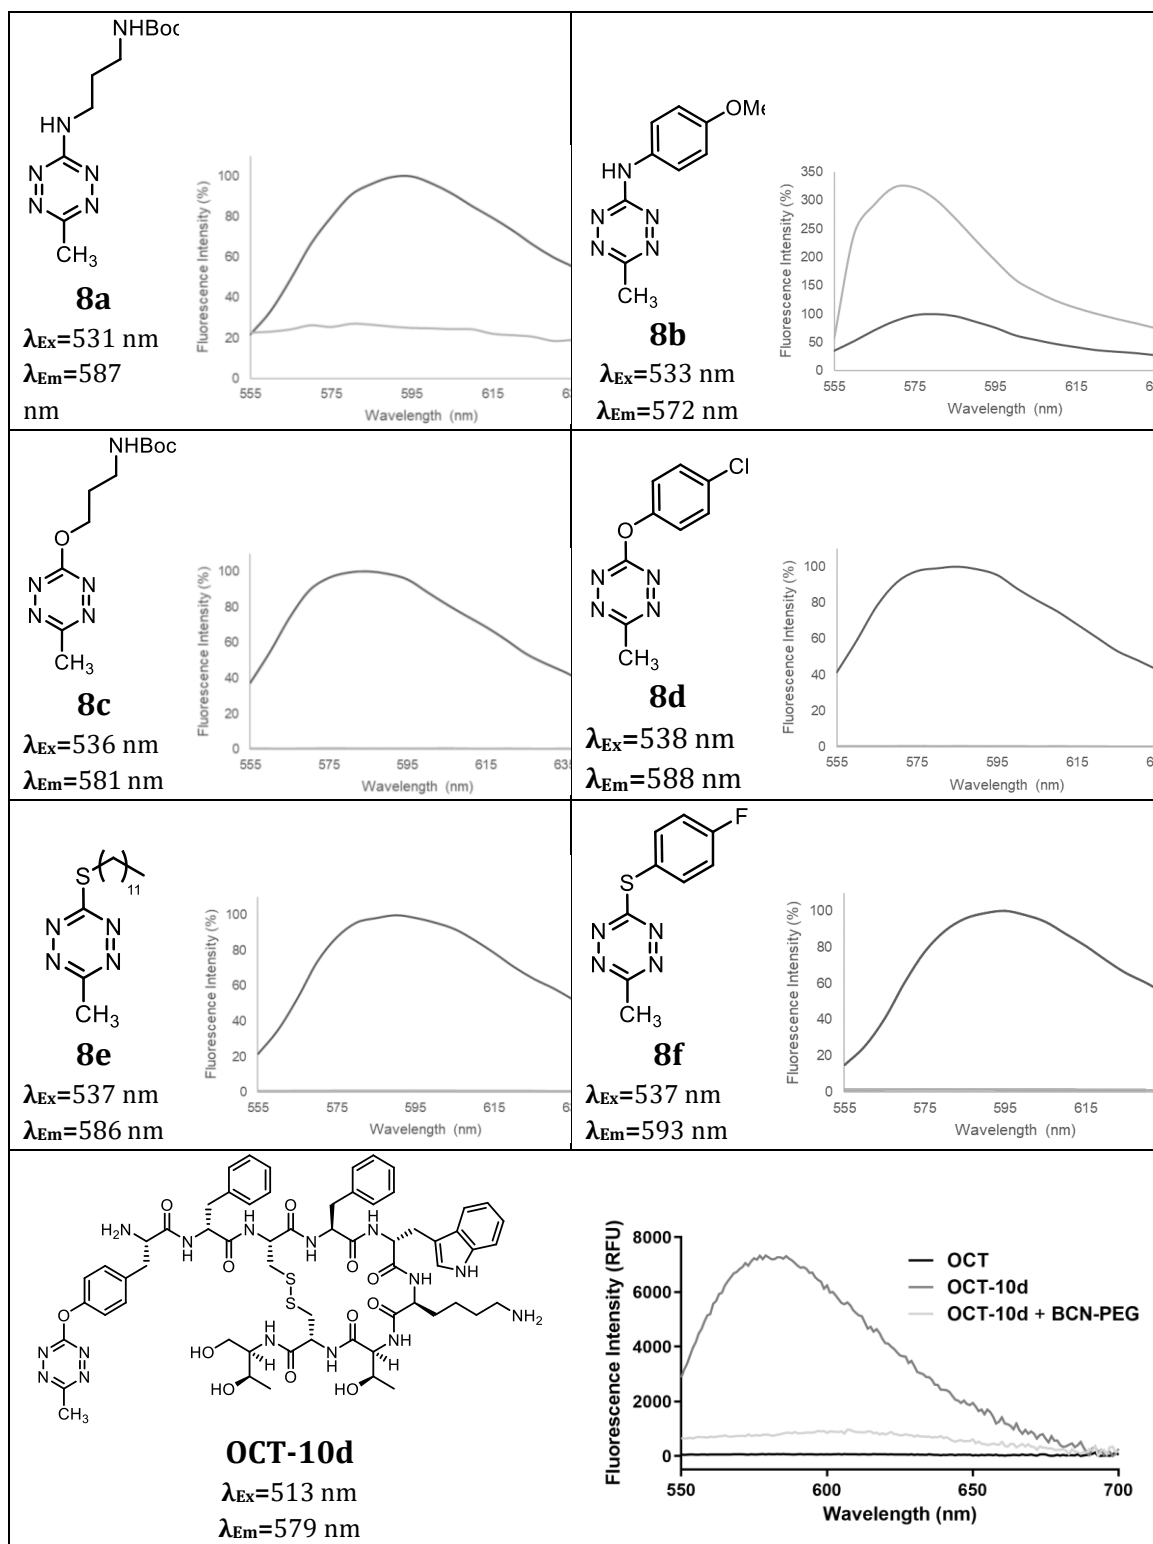 NHBoc
HN
N N
N N
CH₃
8a
λEx=531 nm
λEm=587
nm
Fluorescence Intensity (%)
100
80
60
40
20
0
555 575 595 615 63
Wavelength (nm)
OMe
HN
N N
N N
CH₃
8b
λEx=533 nm
λEm=572 nm
Fluorescence Intensity (%)
350
300
250
200
150
100
50
0
555 575 595 615 6
Wavelength (nm)
NHBoc
O
N N
N N
CH₃
8c
λEx=536 nm
λEm=581 nm
Fluorescence Intensity (%)
100
80
60
40
20
0
555 575 595 615 635
Wavelength (nm)
Cl
O
N N
N N
CH₃
8d
λEx=538 nm
λEm=588 nm
Fluorescence Intensity (%)
100
80
60
40
20
0
555 575 595 615 6
Wavelength (nm)
S
11
N N
N N
CH₃
8e
λEx=537 nm
λEm=586 nm
Fluorescence Intensity (%)
100
80
60
40
20
0
555 575 595 615 63
Wavelength (nm)
F
S
N N
N N
CH₃
8f
λEx=537 nm
λEm=593 nm
Fluorescence Intensity (%)
100
80
60
40
20
0
555 575 595 615
Wavelength (nm)
O H O H
H₂N N N
N O N O N
H H
O NH
S NH
S O
O NH₂
O H O NH
HO N N
H O H H
HO HO
N N
N N
CH₃
OCT-10d
λEx=513 nm
λEm=579 nm
Fluorescence Intensity (RFU)
8000
6000
4000
2000
0
550 600 650 700
Wavelength (nm)
OCT
OCT-10d
OCT-10d + BCN-PEG